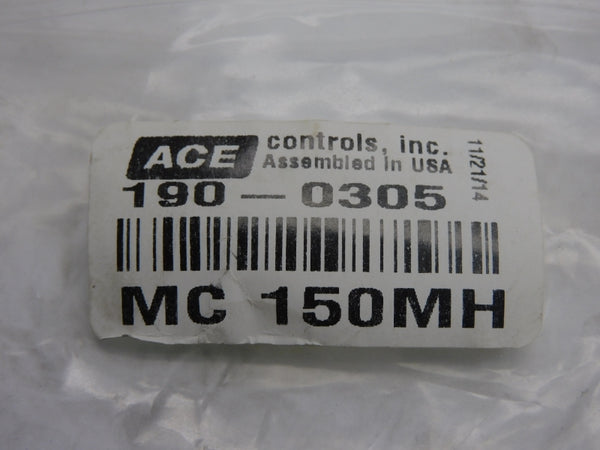 ACE controls, inc.
Assembled in USA
11/21/14
190-0305
MC 150MH